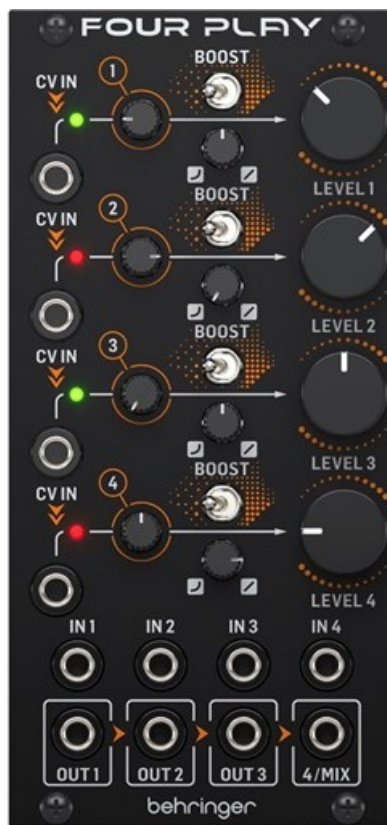 FOUR PLAY
BOOST
1
CV IN
LEVEL 1
BOOST
2
CV IN
LEVEL 2
BOOST
3
CV IN
LEVEL 3
BOOST
4
CV IN
LEVEL 4
IN 1 IN 2 IN 3 IN 4
OUT 1 OUT 2 OUT 3 4/MIX
behringer